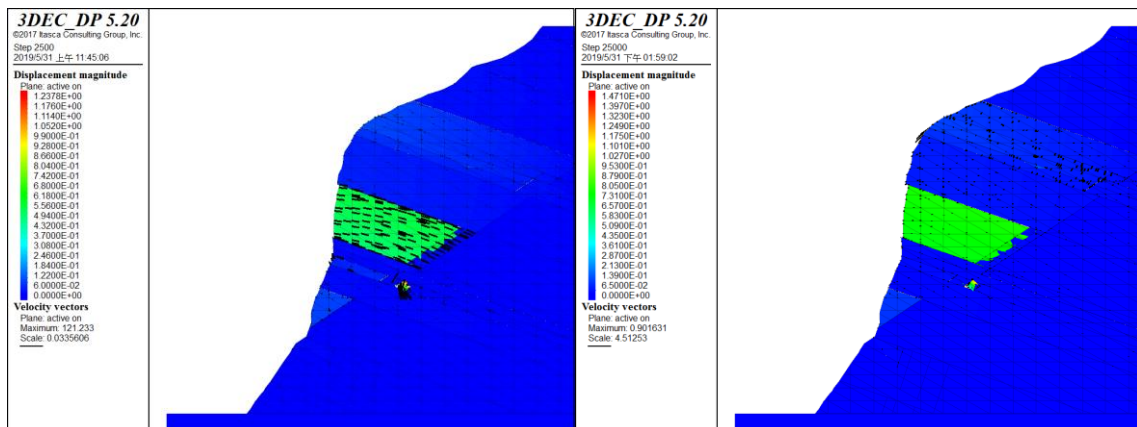 3DEC_DP 5.20
©2017 Itasca Consulting Group, Inc.
Step 2500
2019/5/31 上午 11:45:06
Displacement magnitude
Plane: active on
1.2378E+00
1.1760E+00
1.1140E+00
1.0520E+00
9.9000E-01
9.2800E-01
8.6600E-01
8.0400E-01
7.4200E-01
6.8000E-01
6.1800E-01
5.5600E-01
4.9400E-01
4.3200E-01
3.7000E-01
3.0800E-01
2.4600E-01
1.8400E-01
1.2200E-01
6.0000E-02
0.0000E+00
Velocity vectors
Plane: active on
Maximum: 121.233
Scale: 0.0335606
3DEC_DP 5.20
©2017 Itasca Consulting Group, Inc.
Step 25000
2019/5/31 下午 01:59:02
Displacement magnitude
Plane: active on
1.4710E+00
1.3970E+00
1.3230E+00
1.2490E+00
1.1750E+00
1.1010E+00
1.0270E+00
9.5300E-01
8.7900E-01
8.0500E-01
7.3100E-01
6.5700E-01
5.8300E-01
5.0900E-01
4.3500E-01
3.6100E-01
2.8700E-01
2.1300E-01
1.3900E-01
6.5000E-02
0.0000E+00
Velocity vectors
Plane: active on
Maximum: 0.901631
Scale: 4.51253